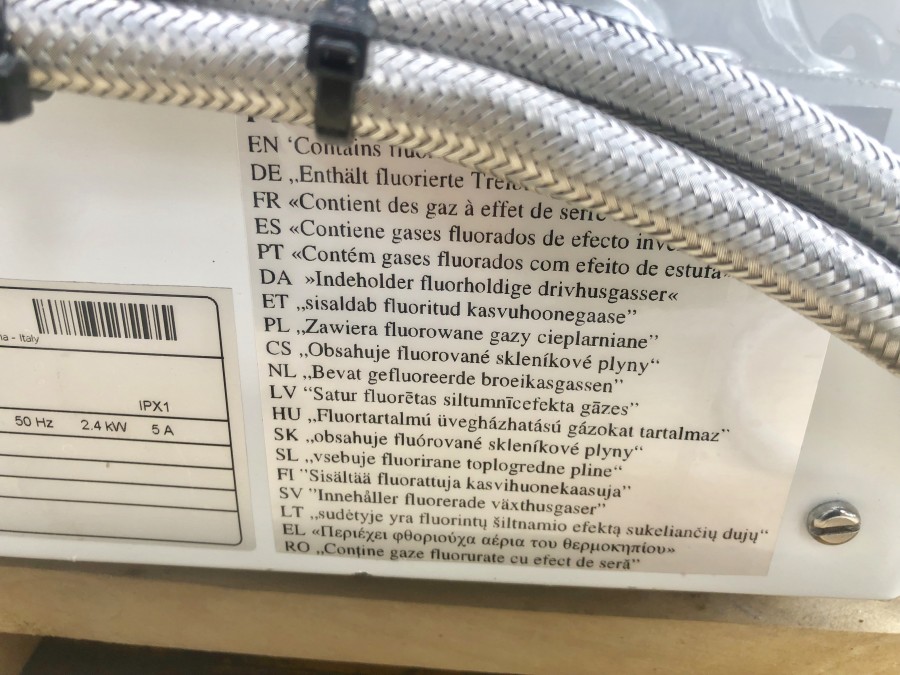 EN ‘Contains
DE „Enthält fluorierte
FR «Contient des gaz à effet de serre
ES «Contiene gases fluorados de efecto
PT «Contém gases fluorados com efeito de estufa
DA »Indeholder fluorholdige drivhusgasser«
ET „sisaldab fluoritud kasvuhoonegaase”
PL „Zawiera fluorowane gazy cieplarniane”
CS „Obsahuje fluorované skleníkové plyny“
NL „Bevat gefluoreerde broeikasgassen”
LV “Satur fluorētas siltumnīcefekta gāzes”
HU „Fluortartalmú üvegházhatású gázokat tartalmaz”
SK „obsahuje fluórované skleníkové plyny“
SL „vsebuje fluorirane toplogredne pline“
FI ”Sisältää fluorattuja kasvihuonekaasuja”
SV ”Innehåller fluorerade växthusgaser”
LT „sudėtyje yra fluorintų šiltnamio efektą sukeliančių dujų“
EL «Περιέχει φθοριούχα αέρια του θερμοκηπίου»
RO „Conține gaze fluorurate cu efect de seră”
- Italy
IPX1
50 Hz 2.4 kW 5 A